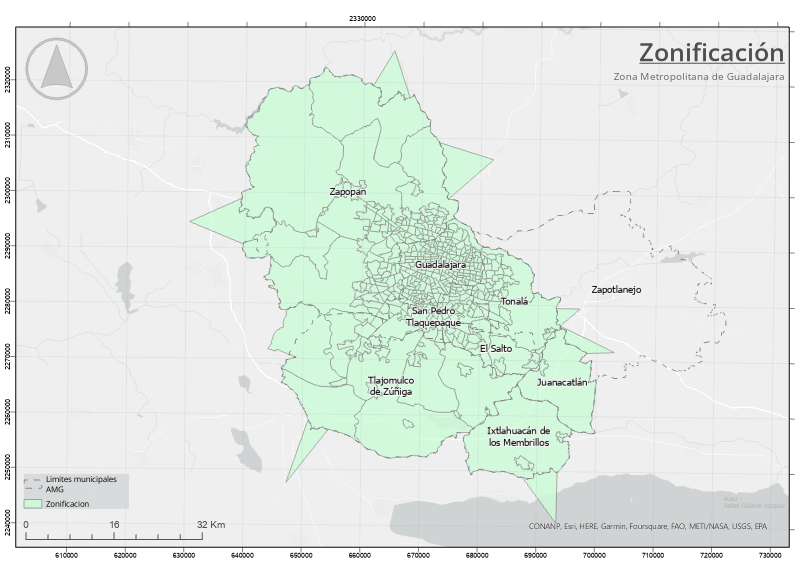 2330000
Zonificación
Zona Metropolitana de Guadalajara
2320000
2310000
2300000
2290000
2280000
2270000
2260000
2250000
2240000
Zapopan
Guadalajara
Zapotlanejo
Tonalá
San Pedro
Tlaquepaque
El Salto
Tlajomulco
de Zúñiga
Juanacatlán
Ixtlahuacán de
los Membrillos
Limites municipales
AMG
Zonificacion
0 16 32 Km
CONANP, Esri, HERE, Garmin, Foursquare, FAO, METI/NASA, USGS, EPA
610000 620000 630000 640000 650000 660000 670000 680000 690000 700000 710000 720000 730000